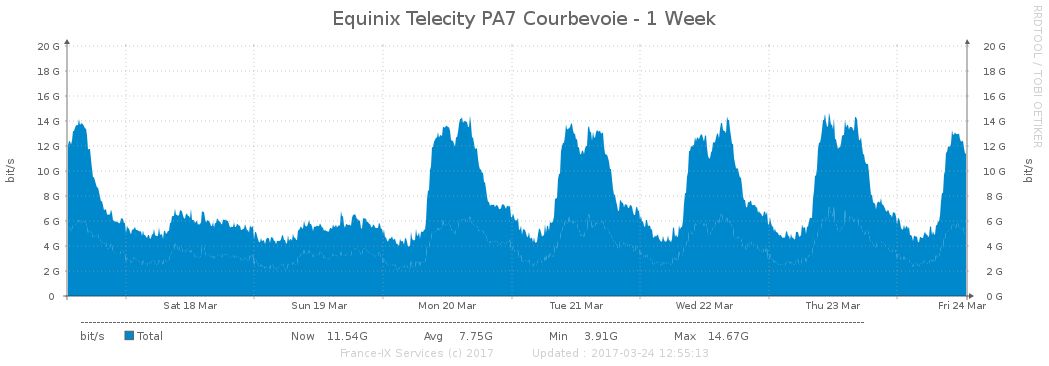 Equinix Telecity PA7 Courbevoie - 1 Week
RRDTOOL / TOBI OETIKER
20 G 20 G
18 G 18 G
16 G 16 G
14 G 14 G
12 G 12 G
10 G 10 G
8 G 8 G
6 G 6 G
4 G 4 G
2 G 2 G
0 0 G
bit/s bit/s
Sat 18 Mar Sun 19 Mar Mon 20 Mar Tue 21 Mar Wed 22 Mar Thu 23 Mar Fri 24 Mar
bit/s Total Now 11.54G Avg 7.75G Min 3.91G Max 14.67G
France-IX Services (c) 2017 Updated : 2017-03-24 12:55:13